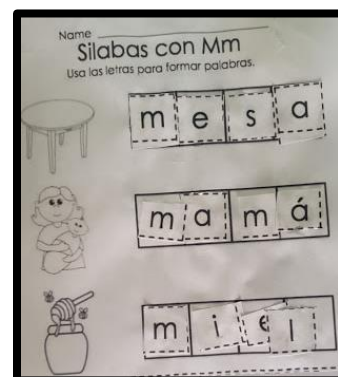 Name
Silabas con Mm
Usa las letras para formar palabras.
m e s a
m a m á
m i e l